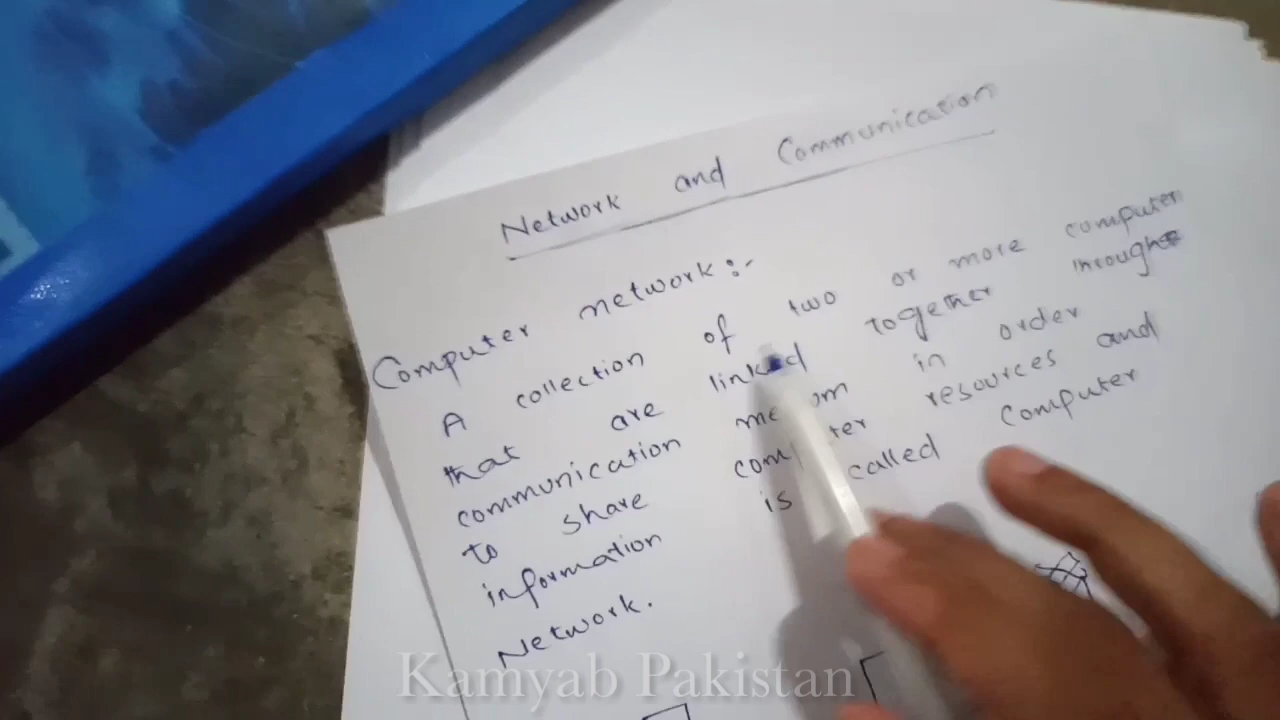 Network and Communication
Computer network:-
A collection of two or more computer
that are linked together through
communication medium in order
to share computer resources and
information is called Computer
Network.
Kamyab Pakistan